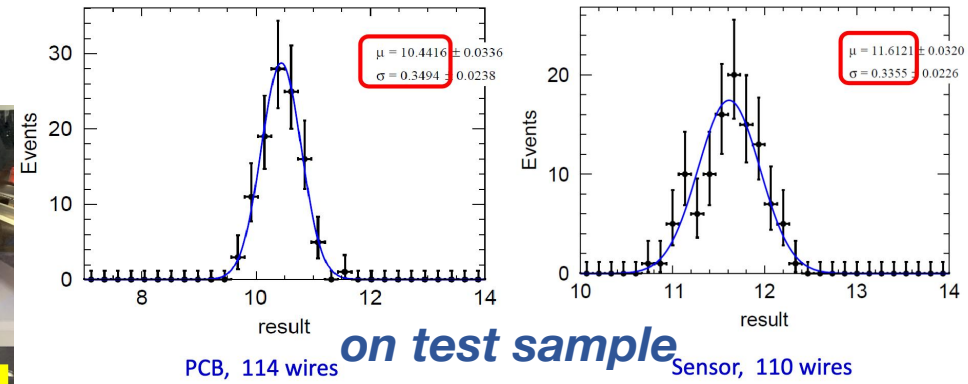 Events
30
20
10
0
8
10
12
14
result
μ = 10.4416 ± 0.0336
σ = 0.3494 ± 0.0238
PCB, 114 wires
Events
20
10
0
10
11
12
13
14
result
μ = 11.6121 ± 0.0320
σ = 0.3355 ± 0.0226
Sensor, 110 wires
on test sample